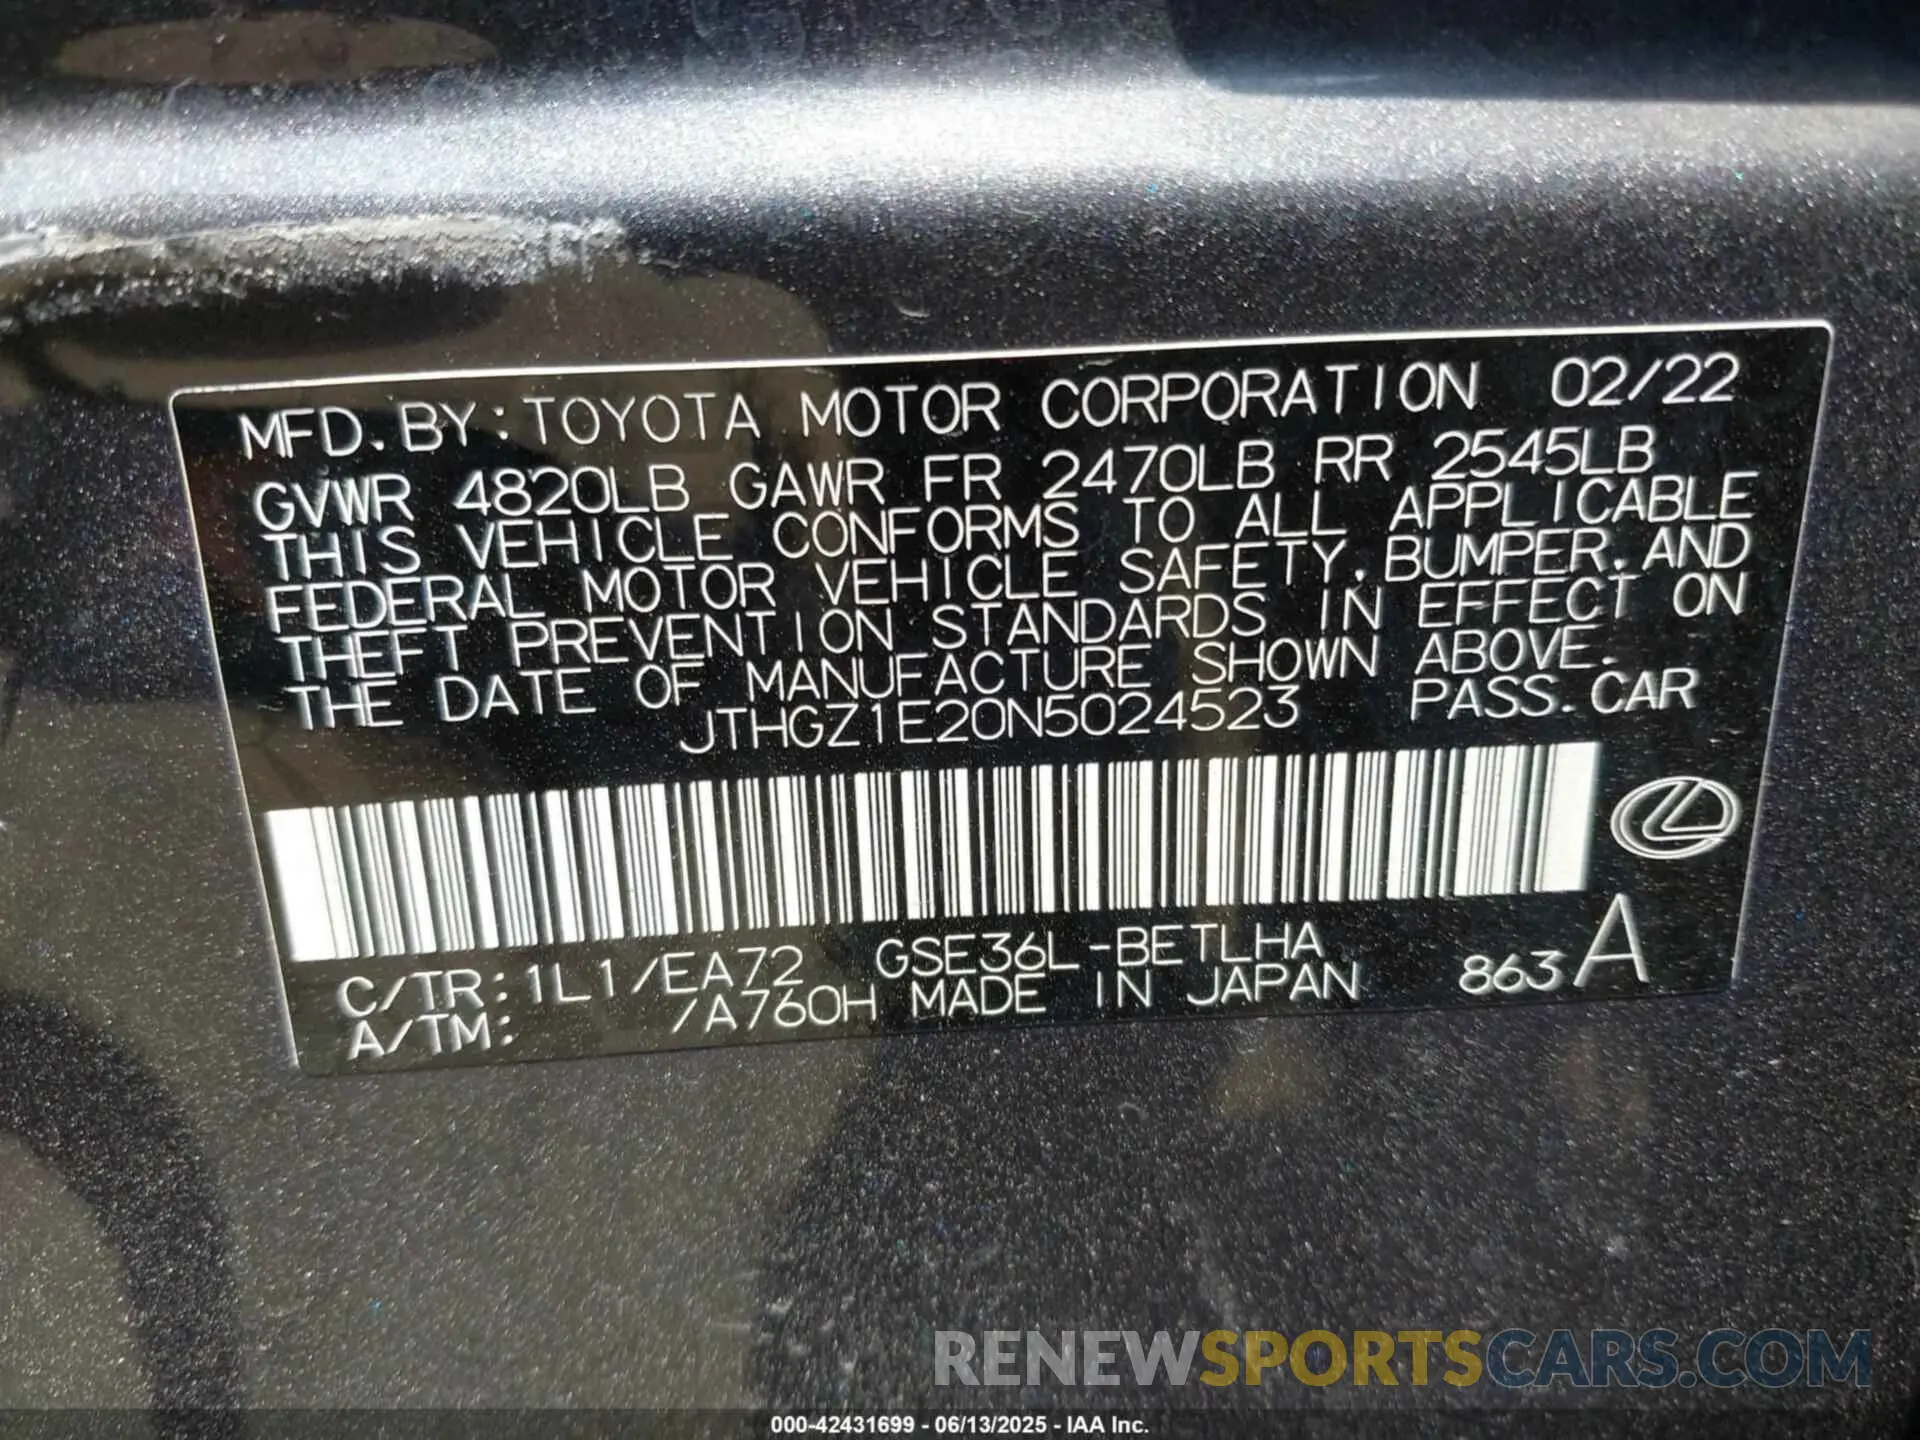 MFD. BY: TOYOTA MOTOR CORPORATION 02/22
GVWR 4820LB GAWR FR 2470LB RR 2545LB
THIS VEHICLE CONFORMS TO ALL APPLICABLE
FEDERAL MOTOR VEHICLE SAFETY, BUMPER, AND
THEFT PREVENTION STANDARDS IN EFFECT ON
THE DATE OF MANUFACTURE SHOWN ABOVE.
JTHGZ1E20N5024523 PASS. CAR
C/TR: 1L1/EA72 GSE36L-BETLHA
A/TM: /A760H MADE IN JAPAN 863 A
RENEWSPORTSCARS.COM
000-42431699 - 06/13/2025 - IAA Inc.